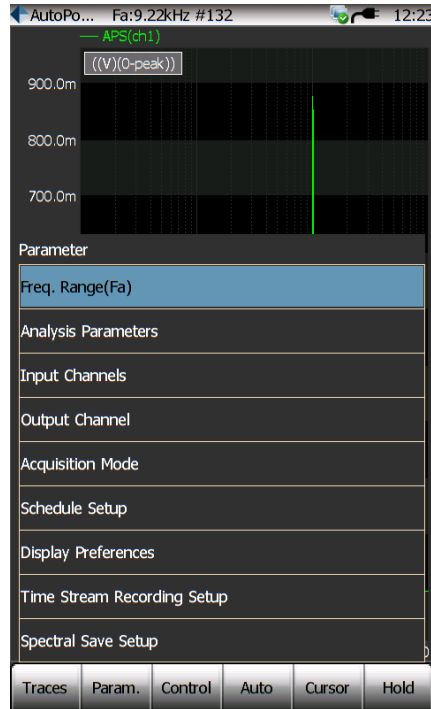 AutoPo... Fa:9.22kHz #132 12:23
APS(ch1)
((V)(0-peak))
900.0m
800.0m
700.0m
Parameter
Freq. Range(Fa)
Analysis Parameters
Input Channels
Output Channel
Acquisition Mode
Schedule Setup
Display Preferences
Time Stream Recording Setup
Spectral Save Setup
Traces Param. Control Auto Cursor Hold